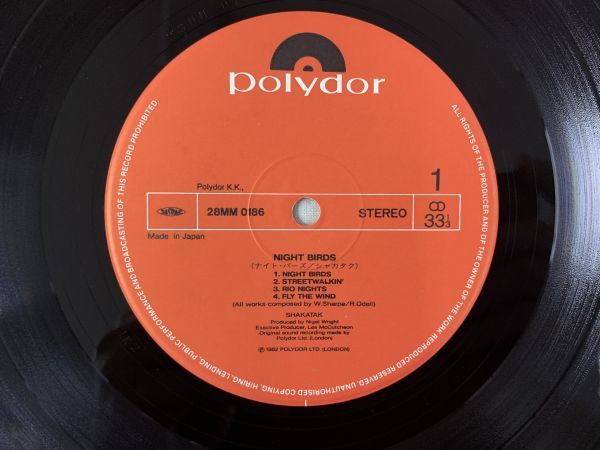 polydor
Polydor K.K.,
1
28MM 0186
STEREO
33 1/3
Made in Japan
NIGHT BIRDS
(ナイト・バーズ/シャカタク)
1. NIGHT BIRDS
2. STREETWALKIN'
3. RIO NIGHTS
4. FLY THE WIND
(All works composed by W.Sharpe/R.Odell)
SHAKATAK
Produced by Nigel Wright
Executive Producer, Les McCutcheon
Original sound recording made by
Polydor Ltd. (London)
℗ 1982 POLYDOR LTD. (LONDON)
ALL RIGHTS OF THE PRODUCER AND OF THE OWNER OF THE WORK REPRODUCED RESERVED. UNAUTHORISED COPYING, HIRING, LENDING, PUBLIC PERFORMANCE AND BROADCASTING OF THIS RECORD PROHIBITED.